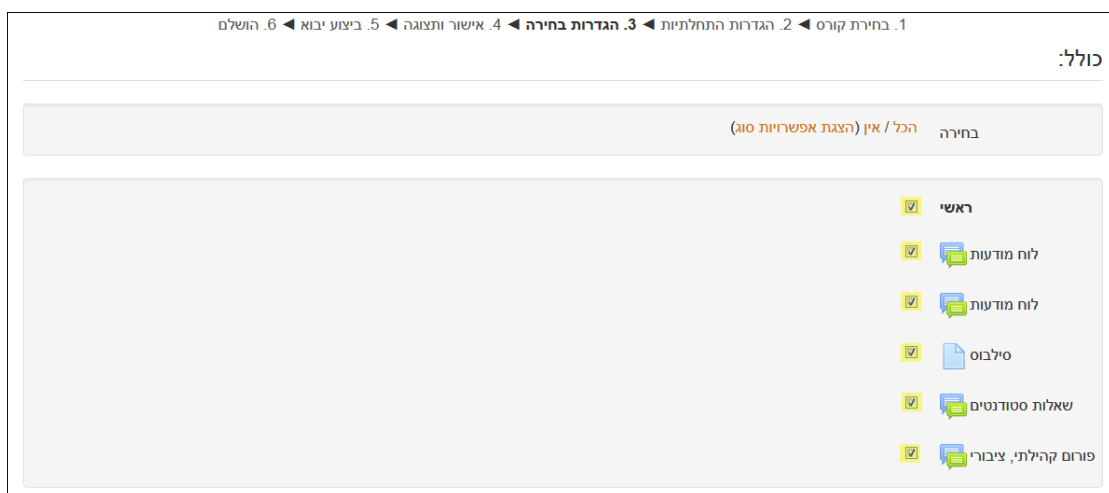 1. בחירת קורס ◄ 2. הגדרות התחלתיות ◄ 3. הגדרות בחירה ◄ 4. אישור ותצוגה ◄ 5. ביצוע יבוא ◄ 6. הושלם
כולל:
בחירה הכל / אין (הצגת אפשרויות סוג)
ראשי
לוח מודעות
לוח מודעות
סילבוס
שאלות סטודנטים
פורום קהילתי, ציבורי